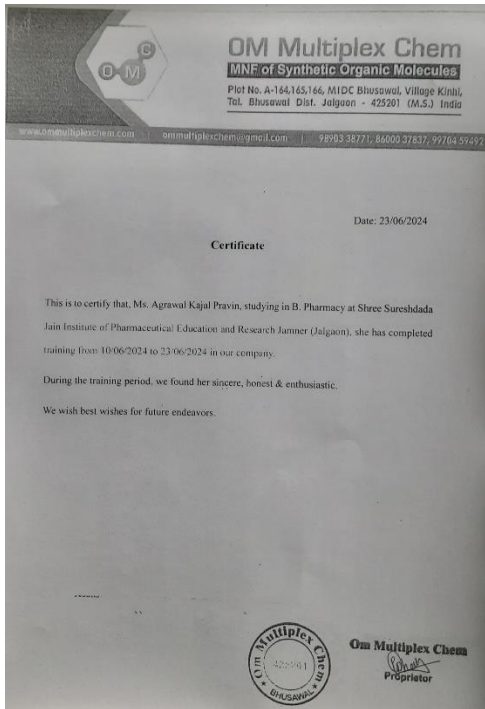 C
O M
OM Multiplex Chem
MNF of Synthetic Organic Molecules
Plot No. A-164,165,166, MIDC Bhusawal, Village Kinhi,
Tal. Bhusawal Dist. Jalgaon - 425201 (M.S.) India
www.ommultiplexchem.com | ommultiplexchem@gmail.com | 98903 38771, 86000 37837, 99704 59492
Date: 23/06/2024
Certificate
This is to certify that, Ms. Agrawal Kajal Pravin, studying in B. Pharmacy at Shree Sureshdada
Jain Institute of Pharmaceutical Education and Research Jamner (Jalgaon), she has completed
training from 10/06/2024 to 23/06/2024 in our company.
During the training period, we found her sincere, honest & enthusiastic.
We wish best wishes for future endeavors.
Om Multiplex Chem
BHUSAWAL
Om Multiplex Chem
Proprietor